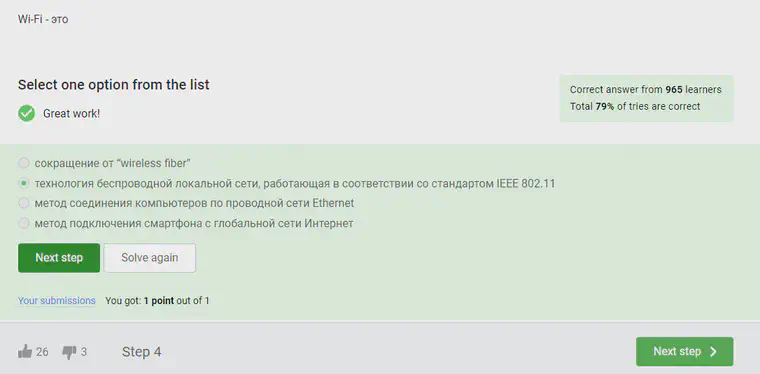 Wi-Fi - это
Select one option from the list
Great work!
Correct answer from 965 learners
Total 79% of tries are correct
сокращение от “wireless fiber”
технология беспроводной локальной сети, работающая в соответствии со стандартом IEEE 802.11
метод соединения компьютеров по проводной сети Ethernet
метод подключения смартфона с глобальной сети Интернет
Next step
Solve again
Your submissions You got: 1 point out of 1
26 3 Step 4 Next step